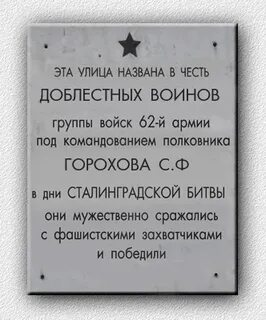 ЭТА УЛИЦА НАЗВАНА В ЧЕСТЬ
ДОБЛЕСТНЫХ ВОИНОВ
группы войск 62-й армии
под командованием полковника
ГОРОХОВА С.Ф
в дни СТАЛИНГРАДСКОЙ БИТВЫ
они мужественно сражались
с фашистскими захватчиками
и победили